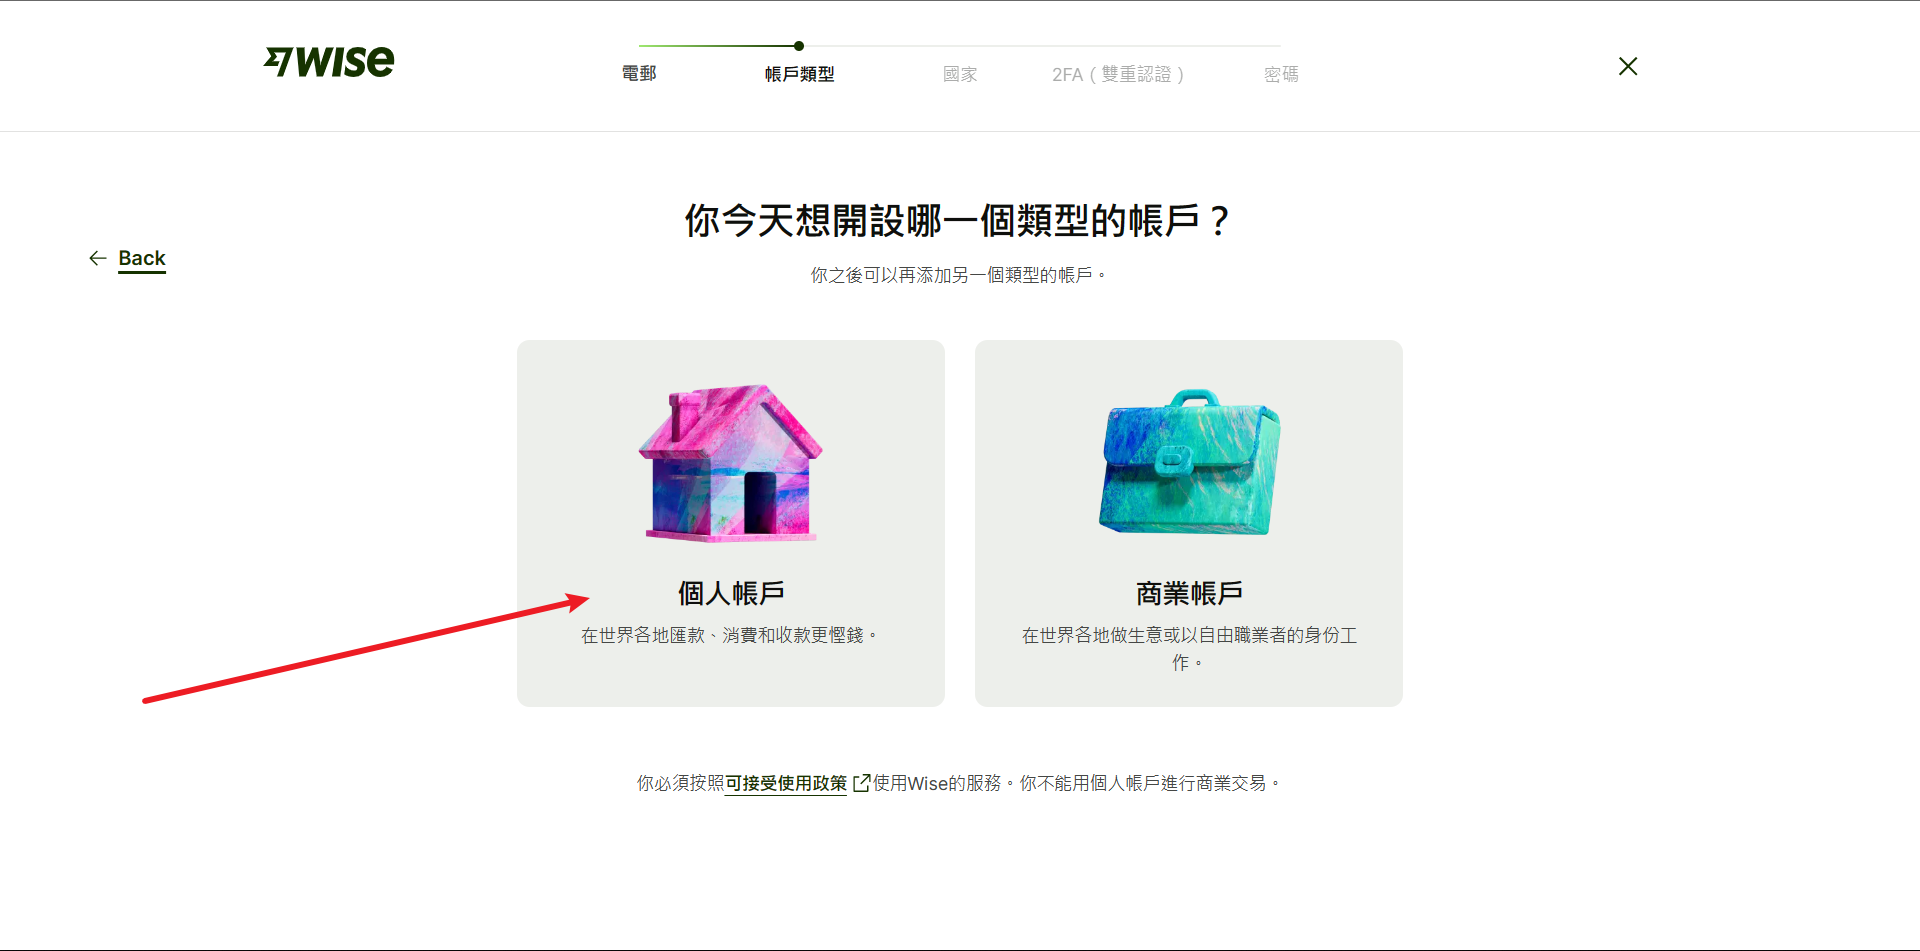 WISE
電郵
帳戶類型
國家
2FA（雙重認證）
密碼
Back
你今天想開設哪一個類型的帳戶？
你之後可以再添加另一個類型的帳戶。
個人帳戶
在世界各地匯款、消費和收款更慳錢。
商業帳戶
在世界各地做生意或以自由職業者的身份工
作。
你必須按照可接受使用政策使用Wise的服務。你不能用個人帳戶進行商業交易。